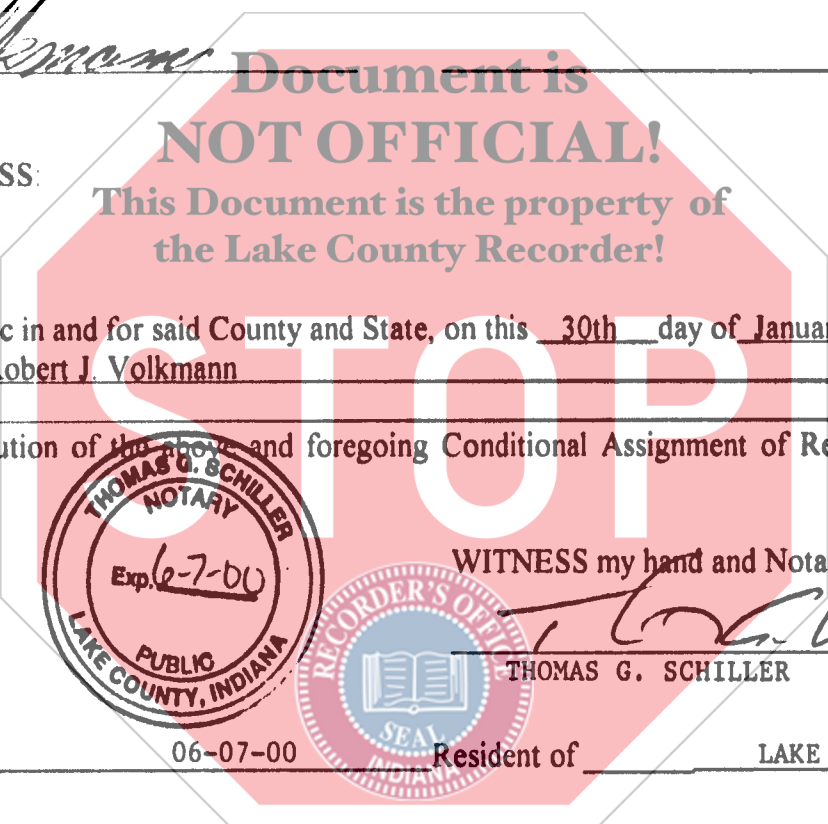 Document is
NOT OFFICIAL!
SS:
This Document is the property of
the Lake County Recorder!
c in and for said County and State, on this 30th day of Januar
Robert J. Volkmann
ution of the above and foregoing Conditional Assignment of Re
STOP
THOMAS G. SCHILLER
NOTARY
Exp. 6-7-00
PUBLIC
LAKE COUNTY, INDIANA
WITNESS my hand and Nota
RECORDER'S OFFICE
SEAL
INDIANA
THOMAS G. SCHILLER
06-07-00 Resident of LAKE